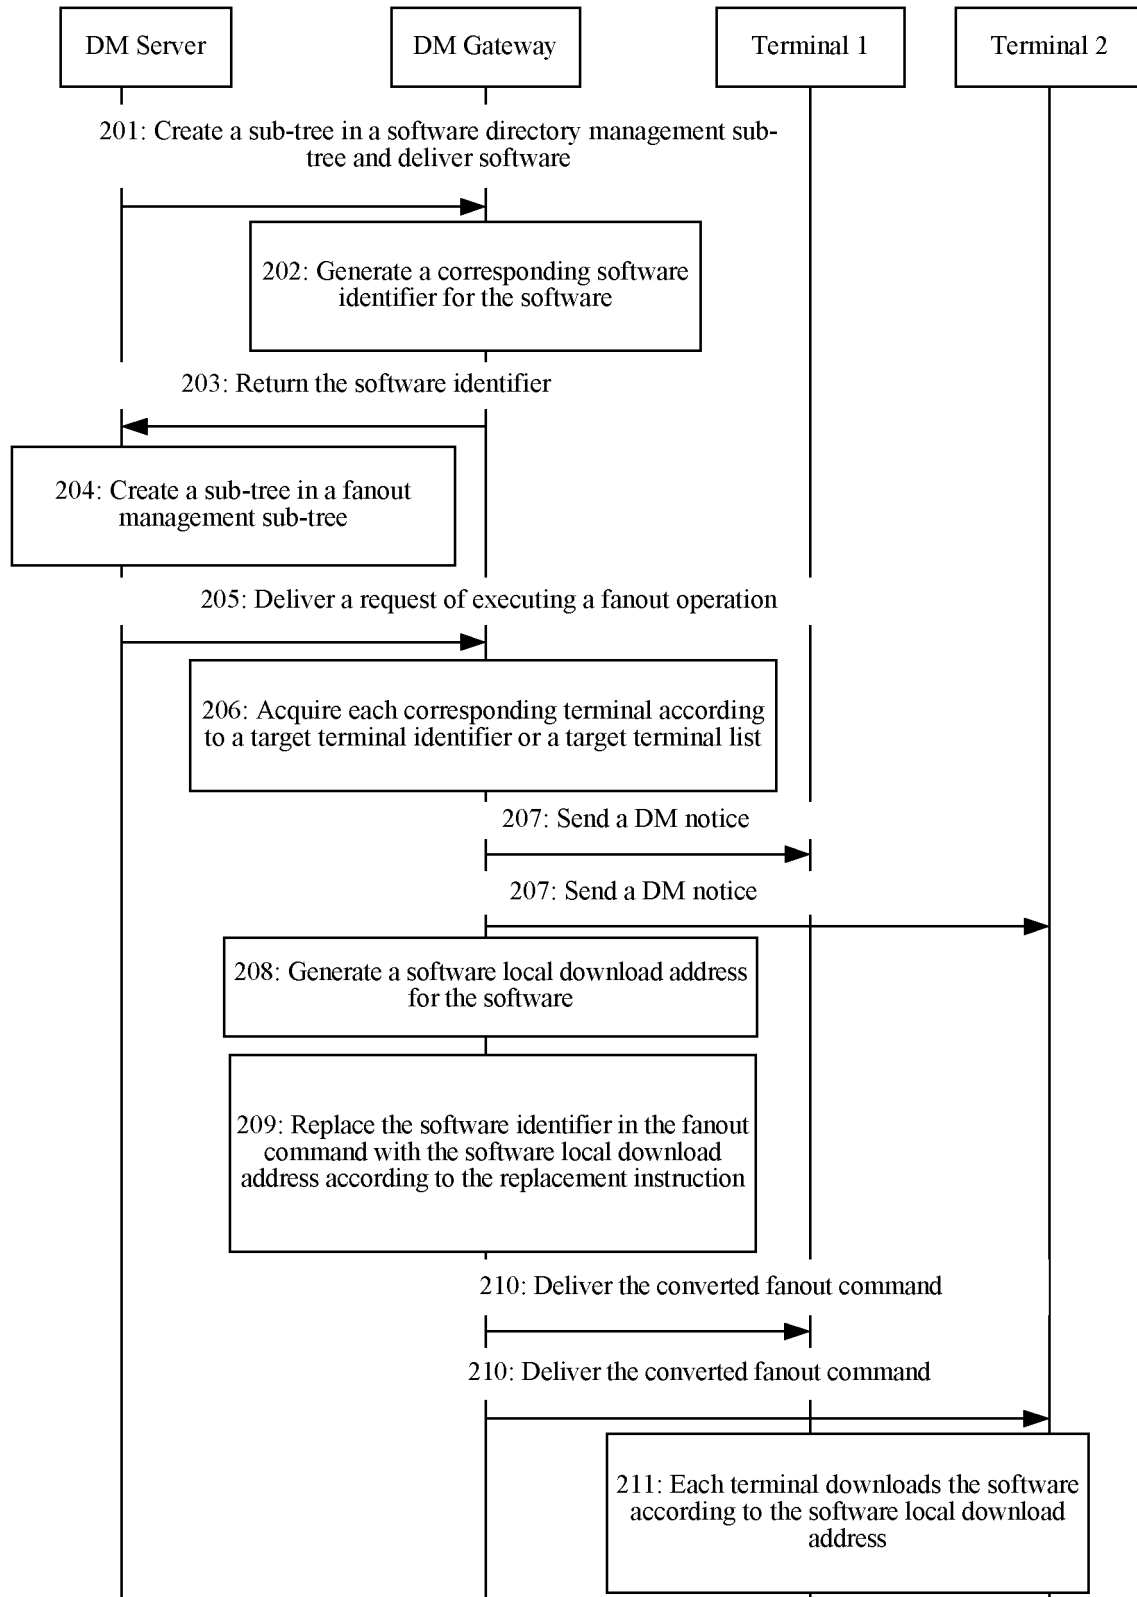 DM Server
DM Gateway
Terminal 1
Terminal 2
201: Create a sub-tree in a software directory management sub-
tree and deliver software
202: Generate a corresponding software
identifier for the software
203: Return the software identifier
204: Create a sub-tree in a fanout
management sub-tree
205: Deliver a request of executing a fanout operation
206: Acquire each corresponding terminal according
to a target terminal identifier or a target terminal list
207: Send a DM notice
207: Send a DM notice
208: Generate a software local download address
for the software
209: Replace the software identifier in the fanout
command with the software local download
address according to the replacement instruction
210: Deliver the converted fanout command
210: Deliver the converted fanout command
211: Each terminal downloads the software
according to the software local download
address